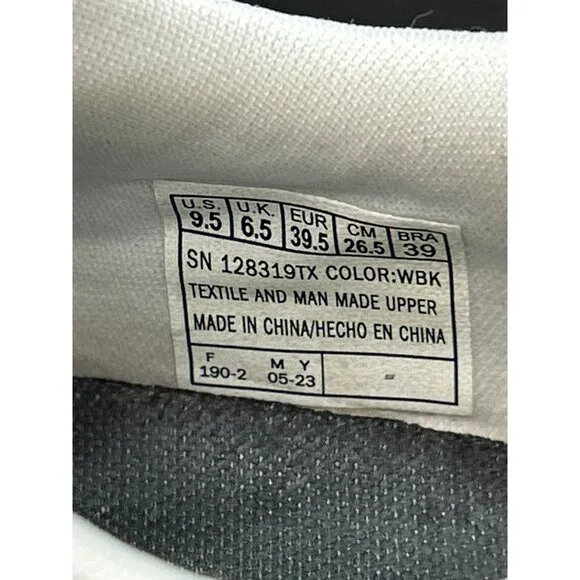 U.S. U.K. EUR CM BRA
9.5 6.5 39.5 26.5 39
SN 128319TX COLOR:WBK
TEXTILE AND MAN MADE UPPER
MADE IN CHINA/HECHO EN CHINA
F M Y
190-2 05-23